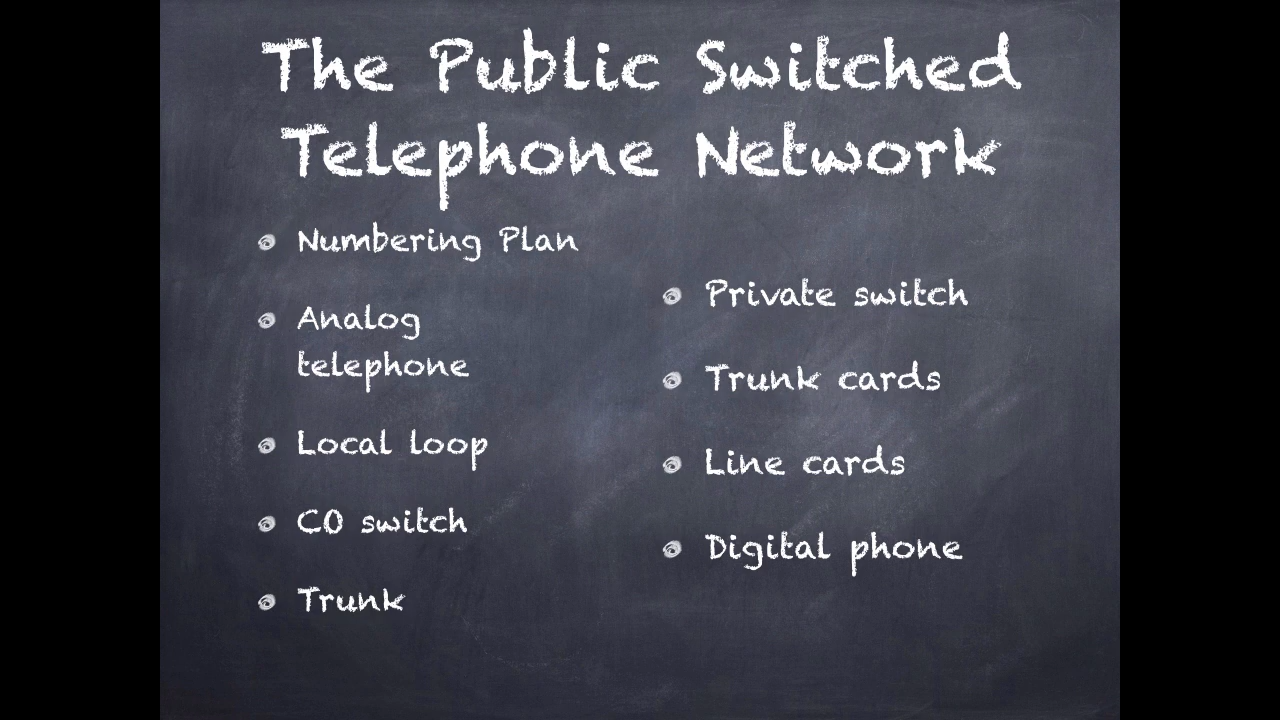 The Public Switched
Telephone Network
Numbering Plan
Analog
telephone
Local loop
CO switch
Trunk
Private switch
Trunk cards
Line cards
Digital phone